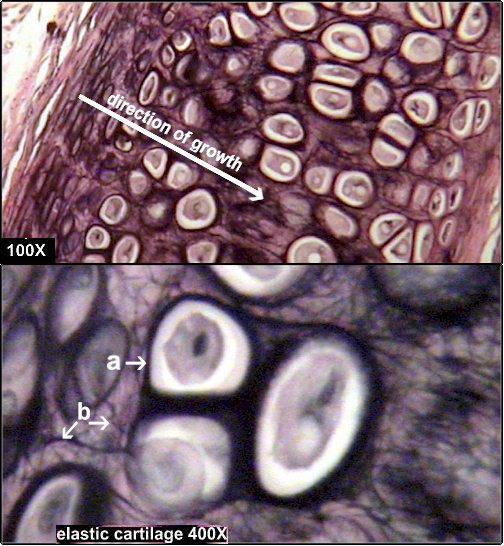 direction of growth
100X
a
b
elastic cartilage 400X